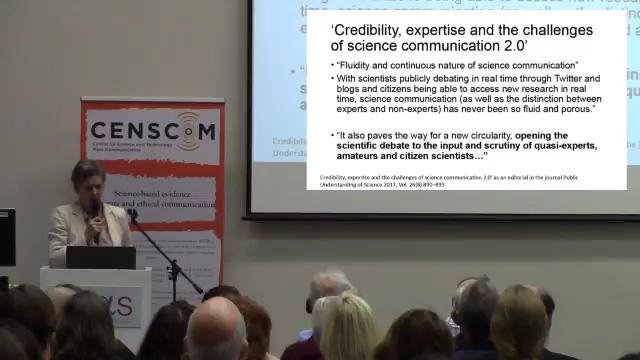 'Credibility, expertise and the challenges
of science communication 2.0'
• "Fluidity and continuous nature of science communication"
• With scientists publicly debating in real time through Twitter and
blogs and citizens being able to access new research in real
time, science communication (as well as the distinction between
experts and non-experts) has never been so fluid and porous."
• "It also paves the way for a new circularity, opening the
scientific debate to the input and scrutiny of quasi-experts,
amateurs and citizen scientists…"
Credibility, expertise and the challenges of science communication 2.0' as an editorial in the journal Public
Understanding of Science 2017, Vol. 26(8) 890–893
CENSCOM
Centre for Science and Technology
Mass Communication
Science-based evidence
and ethical communication